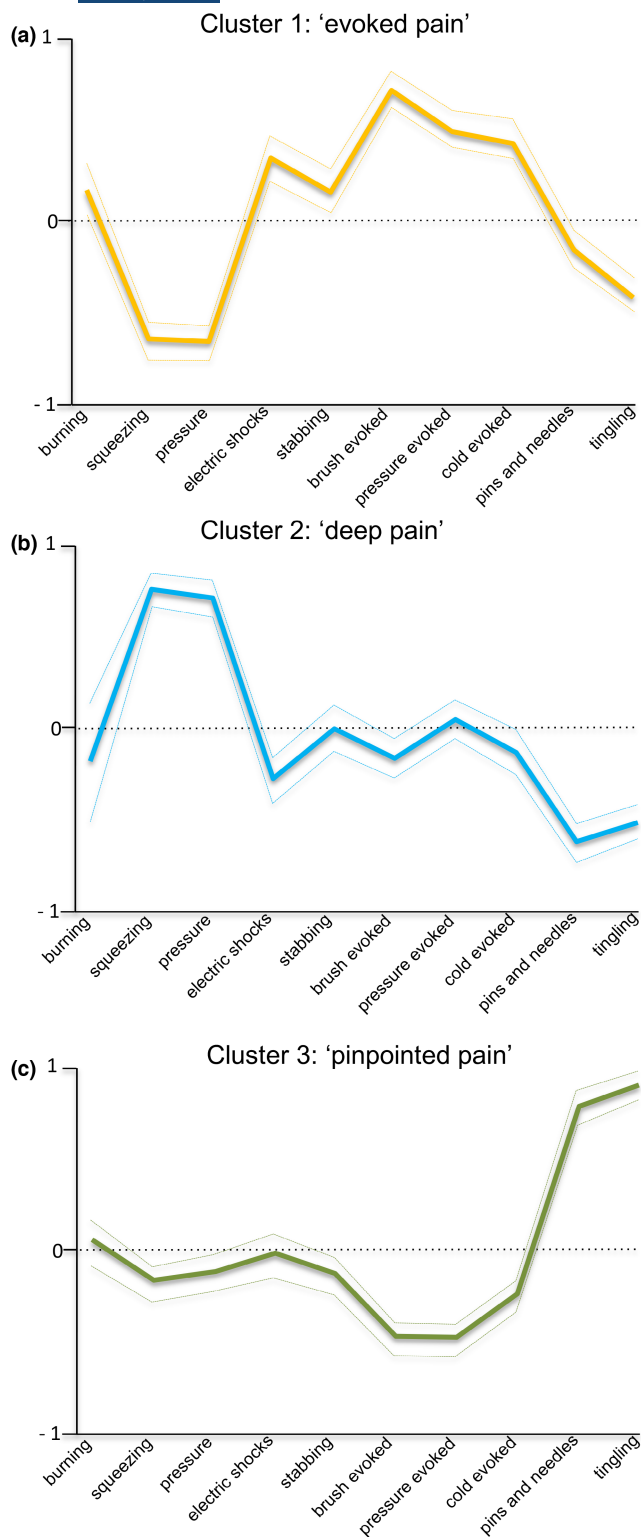 Cluster 1: ‘evoked pain’
(a)
1
0
- 1
burning
squeezing
pressure
electric shocks
stabbing
brush evoked
pressure evoked
cold evoked
pins and needles
tingling
Cluster 2: ‘deep pain’
(b)
1
0
- 1
burning
squeezing
pressure
electric shocks
stabbing
brush evoked
pressure evoked
cold evoked
pins and needles
tingling
Cluster 3: ‘pinpointed pain’
(c)
1
0
- 1
burning
squeezing
pressure
electric shocks
stabbing
brush evoked
pressure evoked
cold evoked
pins and needles
tingling